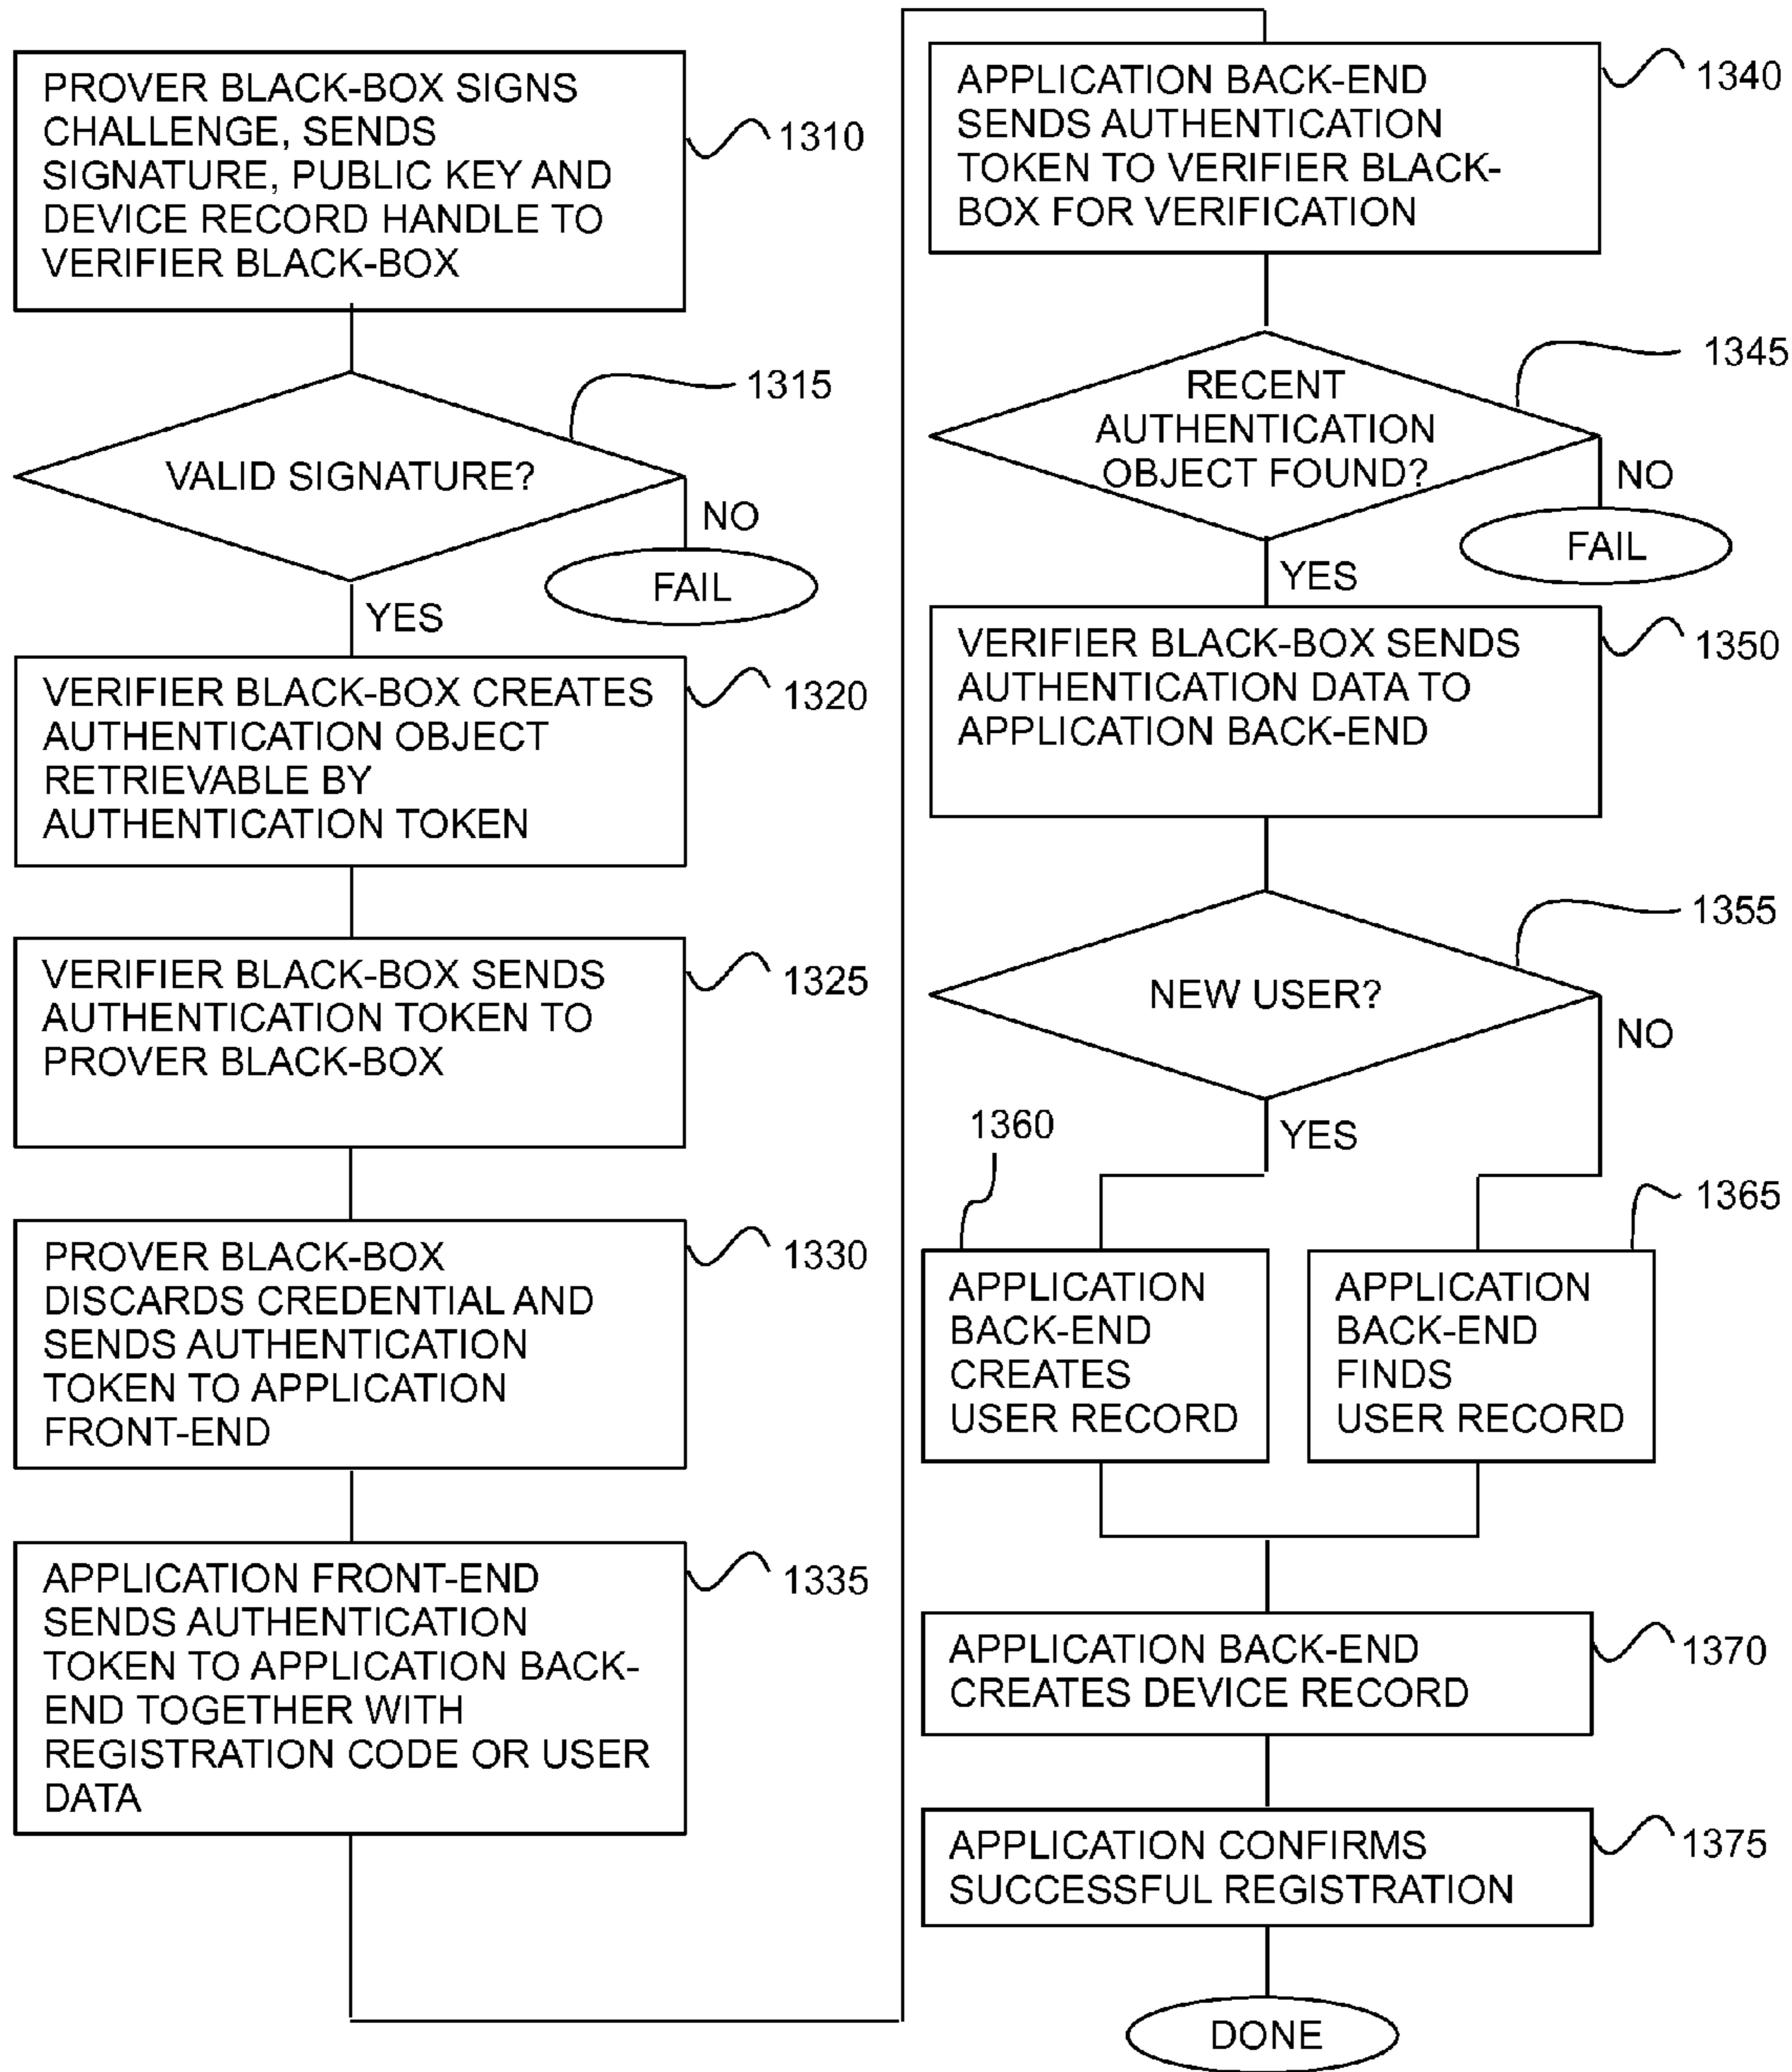 PROVER BLACK-BOX SIGNS
CHALLENGE, SENDS
SIGNATURE, PUBLIC KEY AND
DEVICE RECORD HANDLE TO
VERIFIER BLACK-BOX
1310
1315
VALID SIGNATURE?
NO
FAIL
YES
VERIFIER BLACK-BOX CREATES
AUTHENTICATION OBJECT
RETRIEVABLE BY
AUTHENTICATION TOKEN
1320
VERIFIER BLACK-BOX SENDS
AUTHENTICATION TOKEN TO
PROVER BLACK-BOX
1325
PROVER BLACK-BOX
DISCARDS CREDENTIAL AND
SENDS AUTHENTICATION
TOKEN TO APPLICATION
FRONT-END
1330
APPLICATION FRONT-END
SENDS AUTHENTICATION
TOKEN TO APPLICATION BACK-
END TOGETHER WITH
REGISTRATION CODE OR USER
DATA
1335
APPLICATION BACK-END
SENDS AUTHENTICATION
TOKEN TO VERIFIER BLACK-
BOX FOR VERIFICATION
1340
1345
RECENT
AUTHENTICATION
OBJECT FOUND?
NO
FAIL
YES
VERIFIER BLACK-BOX SENDS
AUTHENTICATION DATA TO
APPLICATION BACK-END
1350
1355
NEW USER?
NO
YES
1360
1365
APPLICATION
BACK-END
CREATES
USER RECORD
APPLICATION
BACK-END
FINDS
USER RECORD
APPLICATION BACK-END
CREATES DEVICE RECORD
1370
APPLICATION CONFIRMS
SUCCESSFUL REGISTRATION
1375
DONE